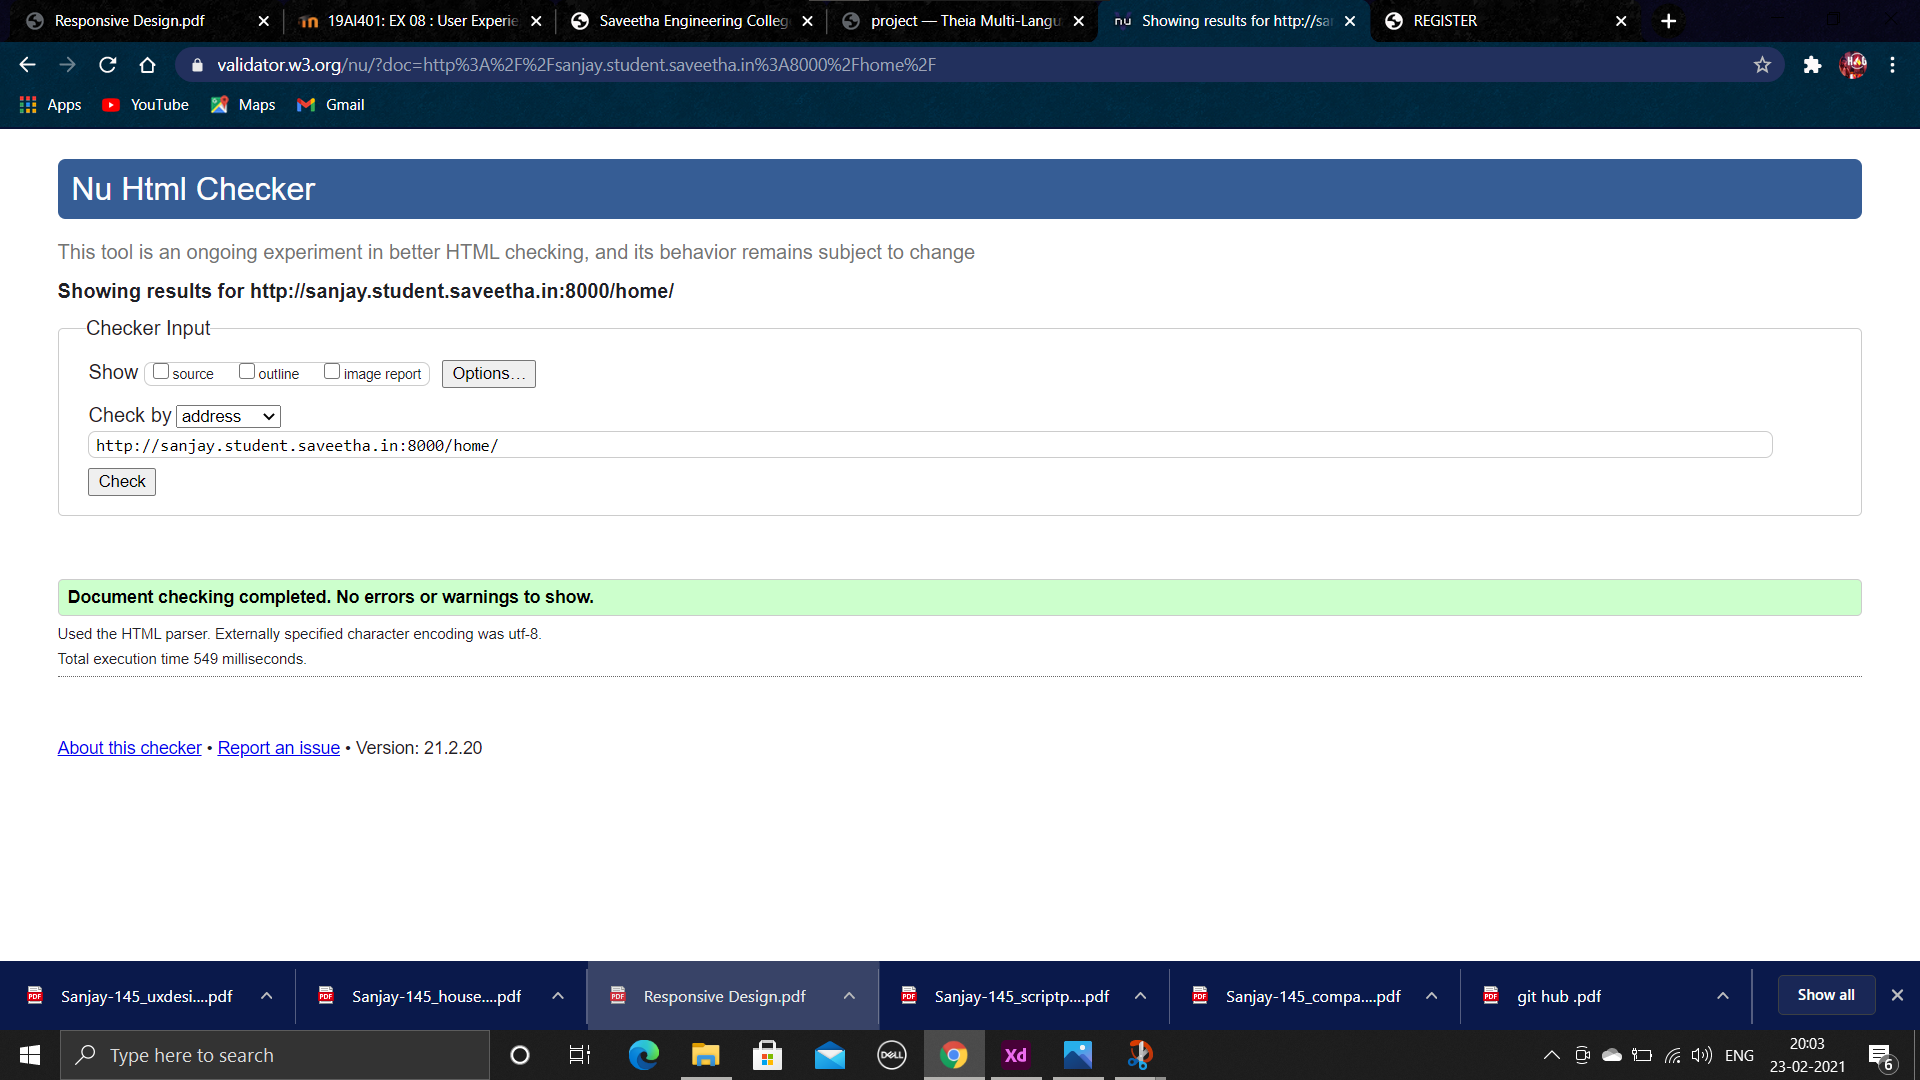 Responsive Design.pdf
19AI401: EX 08 : User Experie
Saveetha Engineering Colleg
project — Theia Multi-Langu
nu Showing results for http://sa
REGISTER
validator.w3.org/nu/?doc=http%3A%2F%2Fsanjay.student.saveetha.in%3A8000%2Fhome%2F
Apps YouTube Maps Gmail
Nu Html Checker
This tool is an ongoing experiment in better HTML checking, and its behavior remains subject to change
Showing results for http://sanjay.student.saveetha.in:8000/home/
Checker Input
Show source outline image report Options...
Check by address
http://sanjay.student.saveetha.in:8000/home/
Check
Document checking completed. No errors or warnings to show.
Used the HTML parser. Externally specified character encoding was utf-8.
Total execution time 549 milliseconds.
About this checker • Report an issue • Version: 21.2.20
Sanjay-145_uxdesi....pdf
Sanjay-145_house....pdf
Responsive Design.pdf
Sanjay-145_scriptp....pdf
Sanjay-145_compa....pdf
git hub .pdf
Show all
Type here to search
DELL
Xd
ENG
20:03
23-02-2021
6